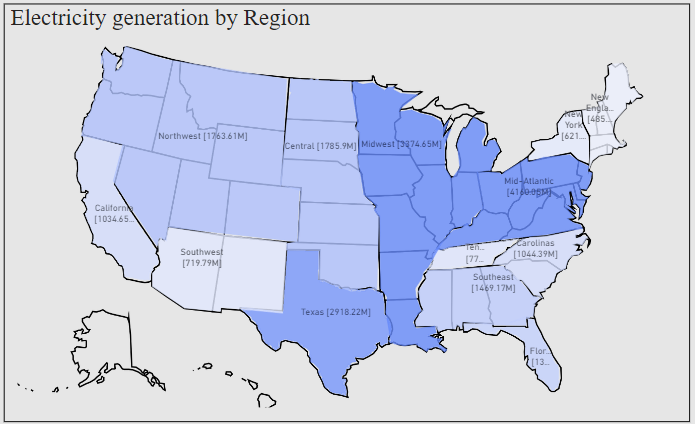 Electricity generation by Region
New
Engla...
[485...
New
York
[621...
Northwest [1763.61M]
Central [1785.9M]
Midwest [3374.65M]
Mid-Atlantic
[4160.06M]
California
[1034.65...
Southwest
[719.79M]
Ten...
[77...
Carolinas
[1044.39M]
Southeast
[1469.17M]
Texas [2918.22M]
Flor...
[13...